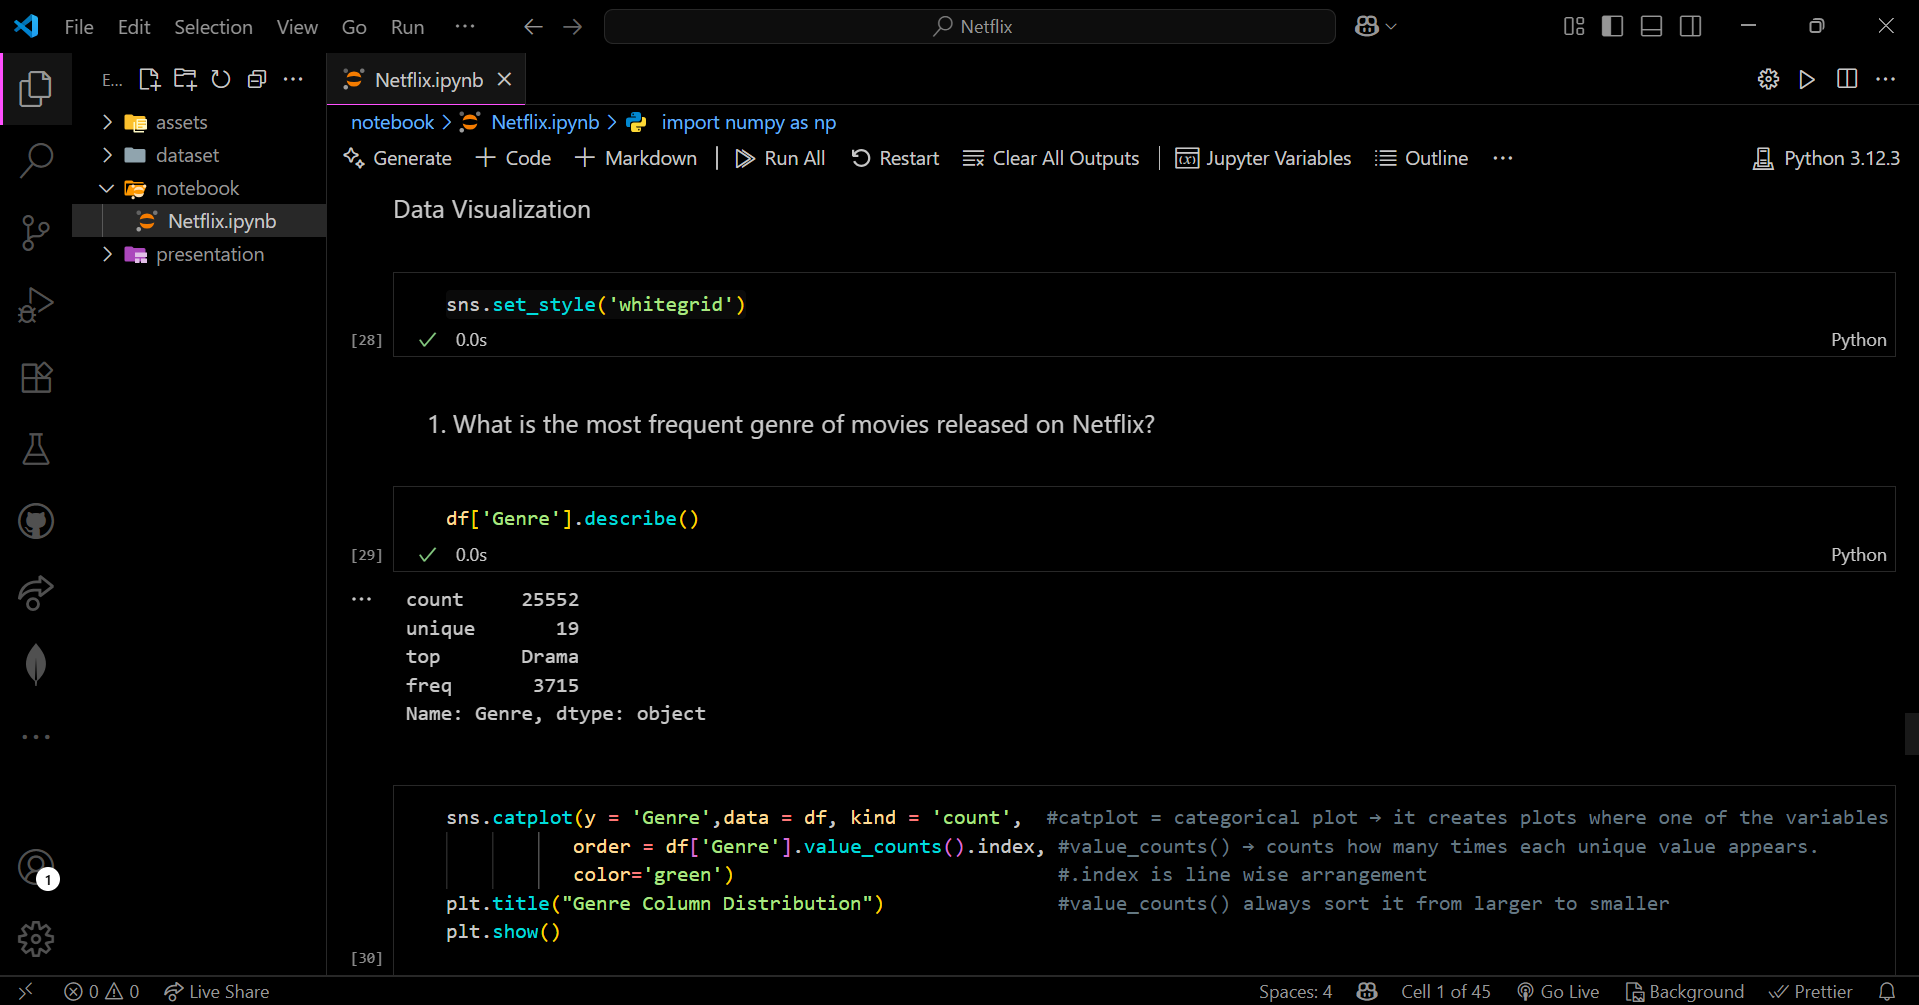 File Edit Selection View Go Run ··· Netflix
E... ···
Netflix.ipynb
assets
dataset
notebook
Netflix.ipynb
presentation
notebook > Netflix.ipynb > import numpy as np
Generate + Code + Markdown | Run All Restart Clear All Outputs | Jupyter Variables Outline ··· Python 3.12.3
Data Visualization
sns.set_style('whitegrid')
[28] ✓ 0.0s Python
1. What is the most frequent genre of movies released on Netflix?
df['Genre'].describe()
[29] ✓ 0.0s Python
··· count 25552
unique 19
top Drama
freq 3715
Name: Genre, dtype: object
sns.catplot(y = 'Genre',data = df, kind = 'count', #catplot = categorical plot → it creates plots where one of the variables
order = df['Genre'].value_counts().index, #value_counts() → counts how many times each unique value appears.
color='green') #.index is line wise arrangement
plt.title("Genre Column Distribution") #value_counts() always sort it from larger to smaller
plt.show()
[30]
1
0 0 Live Share Spaces: 4 Cell 1 of 45 Go Live Background Prettier